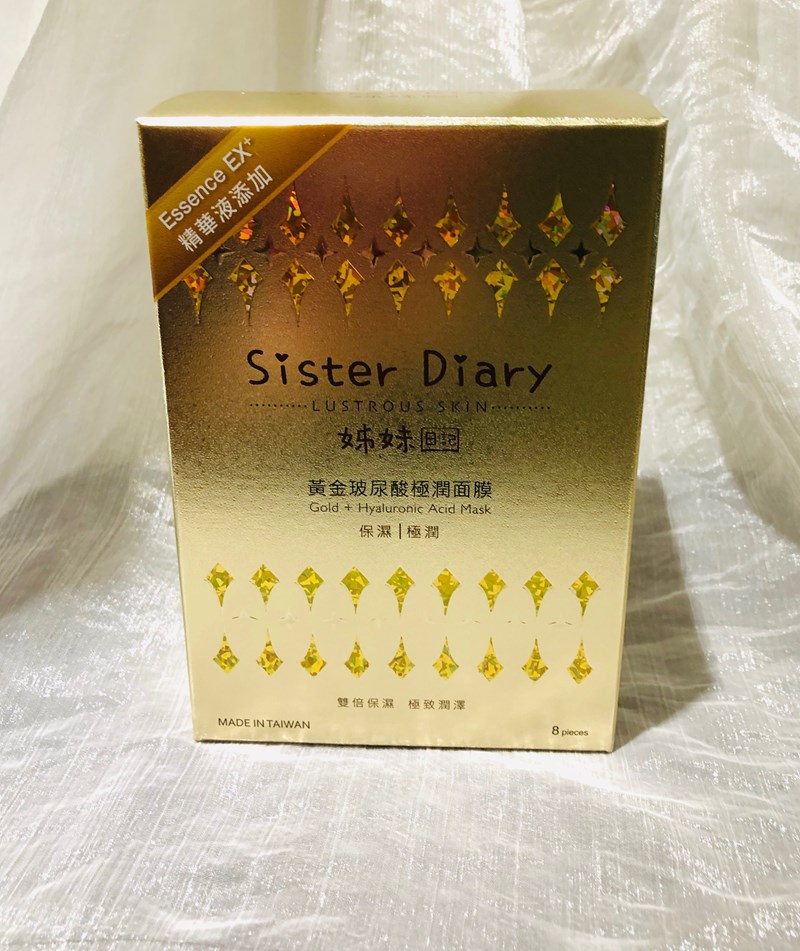 Essence EX+
精華液添加
Sister Diary
LUSTROUS SKIN
姊妹日記
黃金玻尿酸極潤面膜
Gold + Hyaluronic Acid Mask
保濕|極潤
雙倍保濕 極致潤澤
MADE IN TAIWAN
8 pieces